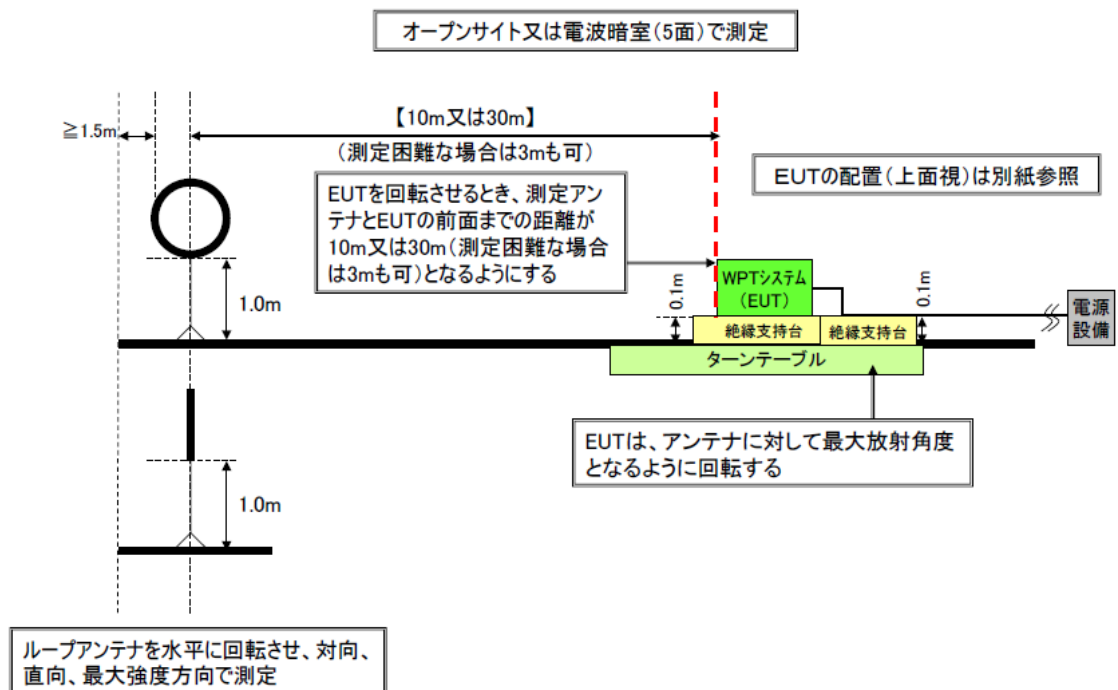 オープンサイト又は電波暗室（5面）で測定
≧1.5m
【10m又は30m】
（測定困難な場合は3mも可）
EUTの配置（上面視）は別紙参照
EUTを回転させるとき、測定アン
テナとEUTの前面までの距離が
10m又は30m（測定困難な場合
は3mも可）となるようにする
1.0m
0.1m
WPTシステム
（EUT）
0.1m
電源
設備
絶縁支持台
絶縁支持台
ターンテーブル
EUTは、アンテナに対して最大放射角度
となるように回転する
1.0m
ループアンテナを水平に回転させ、対向、
直向、最大強度方向で測定